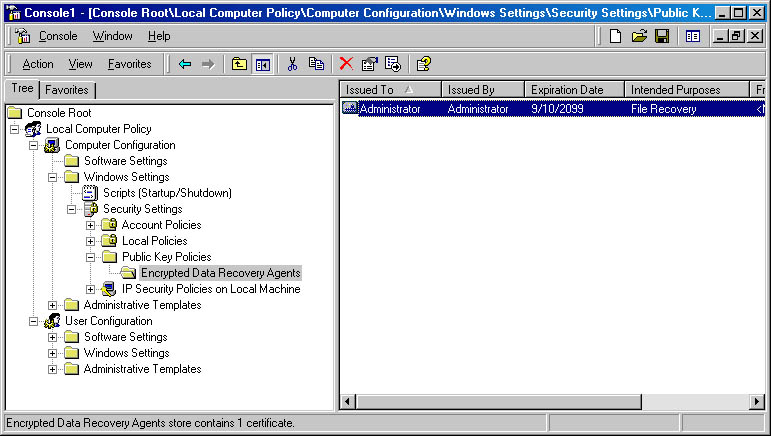 Console1 - [Console Root\Local Computer Policy\Computer Configuration\Windows Settings\Security Settings\Public K...
Console Window Help
Action View Favorites
Tree Favorites
Issued To Issued By Expiration Date Intended Purposes Fr
Administrator Administrator 9/10/2099 File Recovery <N
Console Root
Local Computer Policy
Computer Configuration
Software Settings
Windows Settings
Scripts (Startup/Shutdown)
Security Settings
Account Policies
Local Policies
Public Key Policies
Encrypted Data Recovery Agents
IP Security Policies on Local Machine
Administrative Templates
User Configuration
Software Settings
Windows Settings
Administrative Templates
Encrypted Data Recovery Agents store contains 1 certificate.